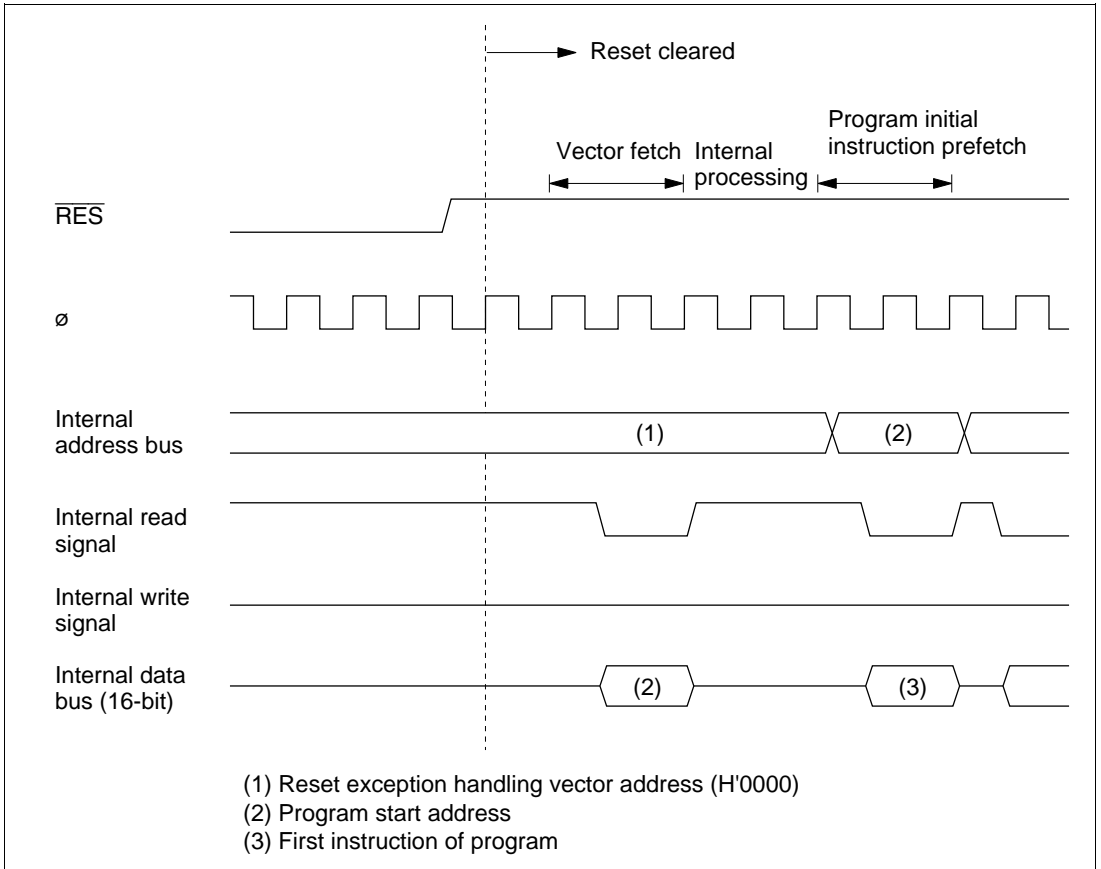 Reset cleared
Program initial
instruction prefetch
Vector fetch
Internal
processing
RES
ø
Internal
address bus
(1)
(2)
Internal read
signal
Internal write
signal
Internal data
bus (16-bit)
(2)
(3)
(1) Reset exception handling vector address (H'0000)
(2) Program start address
(3) First instruction of program